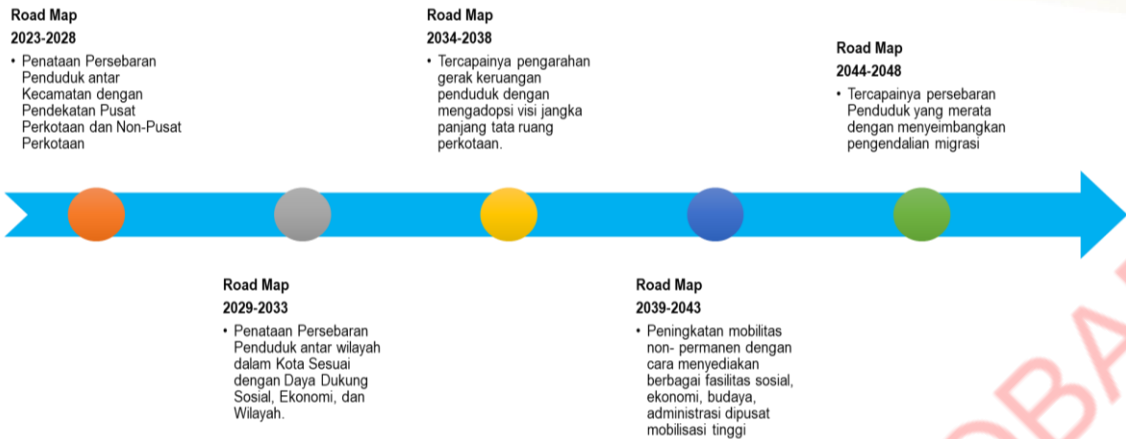 Road Map
2023-2028
• Penataan Persebaran
Penduduk antar
Kecamatan dengan
Pendekatan Pusat
Perkotaan dan Non-Pusat
Perkotaan
Road Map
2034-2038
• Tercapainya pengarahan
gerak keruangan
penduduk dengan
mengadopsi visi jangka
panjang tata ruang
perkotaan.
Road Map
2044-2048
• Tercapainya persebaran
Penduduk yang merata
dengan menyeimbangkan
pengendalian migrasi
Road Map
2029-2033
• Penataan Persebaran
Penduduk antar wilayah
dalam Kota Sesuai
dengan Daya Dukung
Sosial, Ekonomi, dan
Wilayah.
Road Map
2039-2043
• Peningkatan mobilitas
non- permanen dengan
cara menyediakan
berbagai fasilitas sosial,
ekonomi, budaya,
administrasi dipusat
mobilisasi tinggi